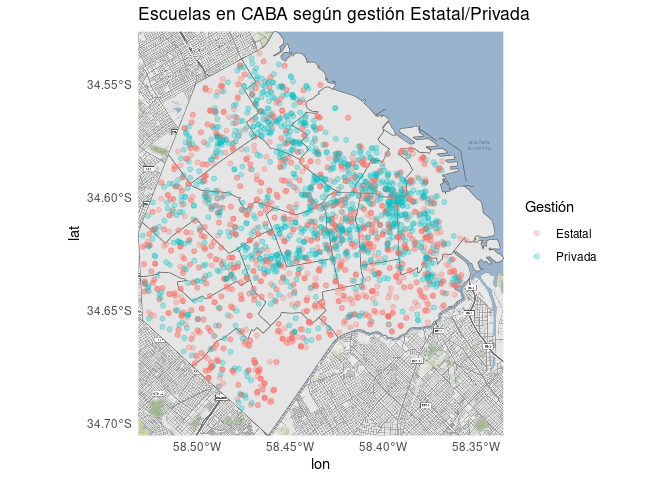 Escuelas en CABA según gestión Estatal/Privada
34.55°S
34.60°S
34.65°S
34.70°S
lat
58.50°W
58.45°W
58.40°W
58.35°W
lon
Gestión
Estatal
Privada